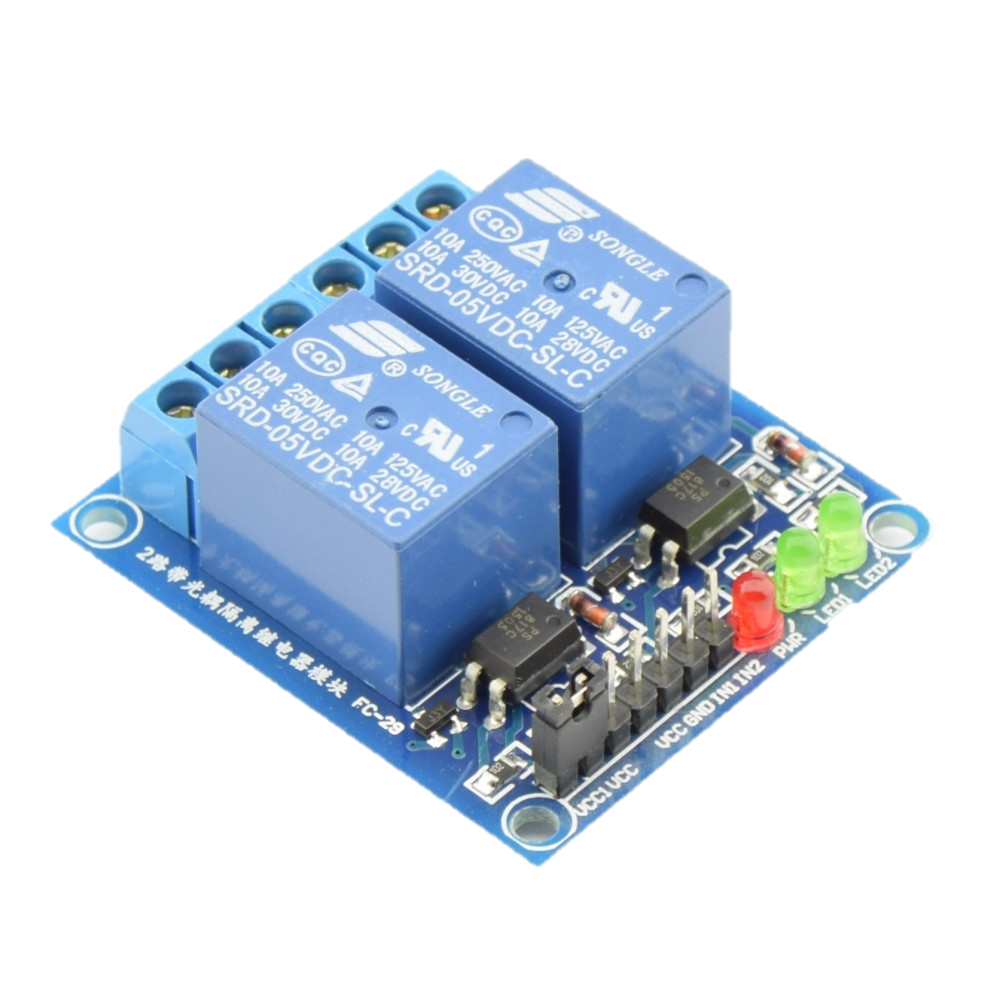 SONGLE
®
CQC
10A 250VAC 10A 125VAC
10A 30VDC 10A 28VDC
SRD-05VDC-SL-C
C US 1
SONGLE
®
CQC
10A 250VAC 10A 125VAC
10A 30VDC 10A 28VDC
SRD-05VDC-SL-C
C US 1
2路带光耦隔离继电器模块 FC-29
VCC1 VCC
VCC GND IN1 IN2
PWR
LED1
LED2
102